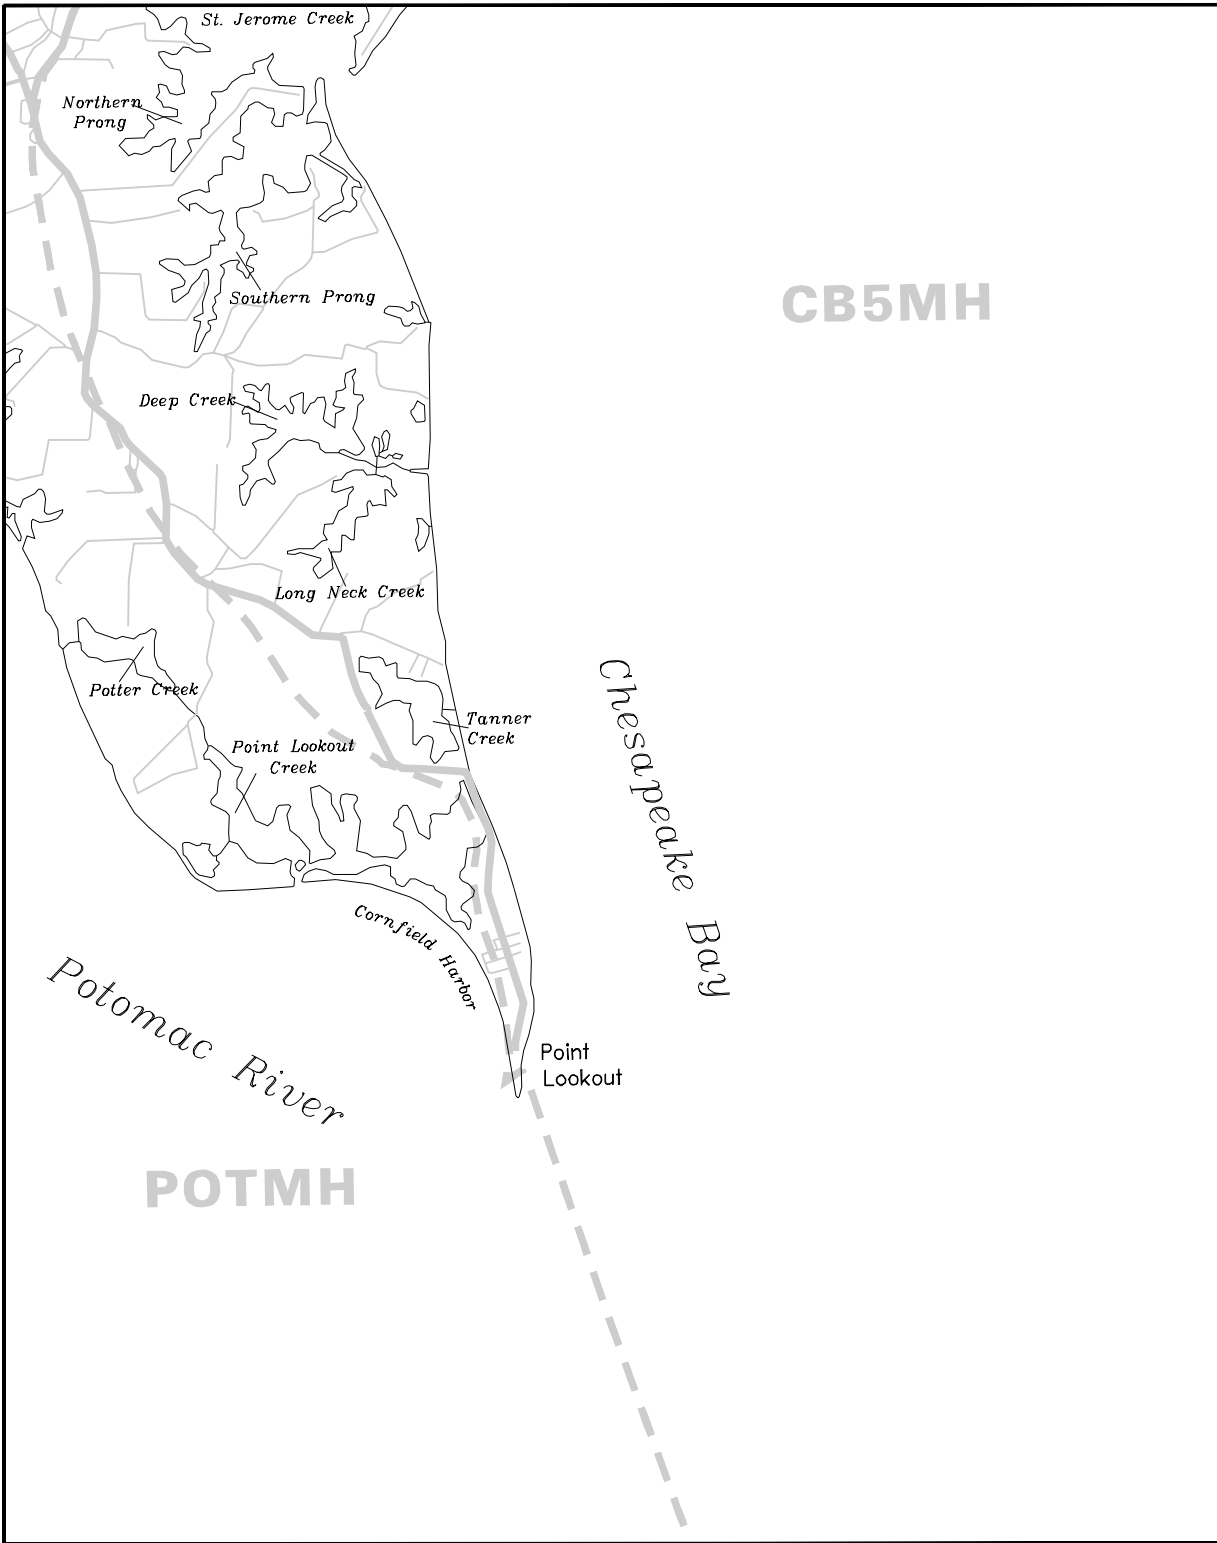 St. Jerome Creek
Northern
Prong
Southern Prong
CB5MH
Deep Creek
Long Neck Creek
Potter Creek
Tanner
Creek
Point Lookout
Creek
Chesapeake Bay
Cornfield Harbor
Potomac River
Point
Lookout
POTMH